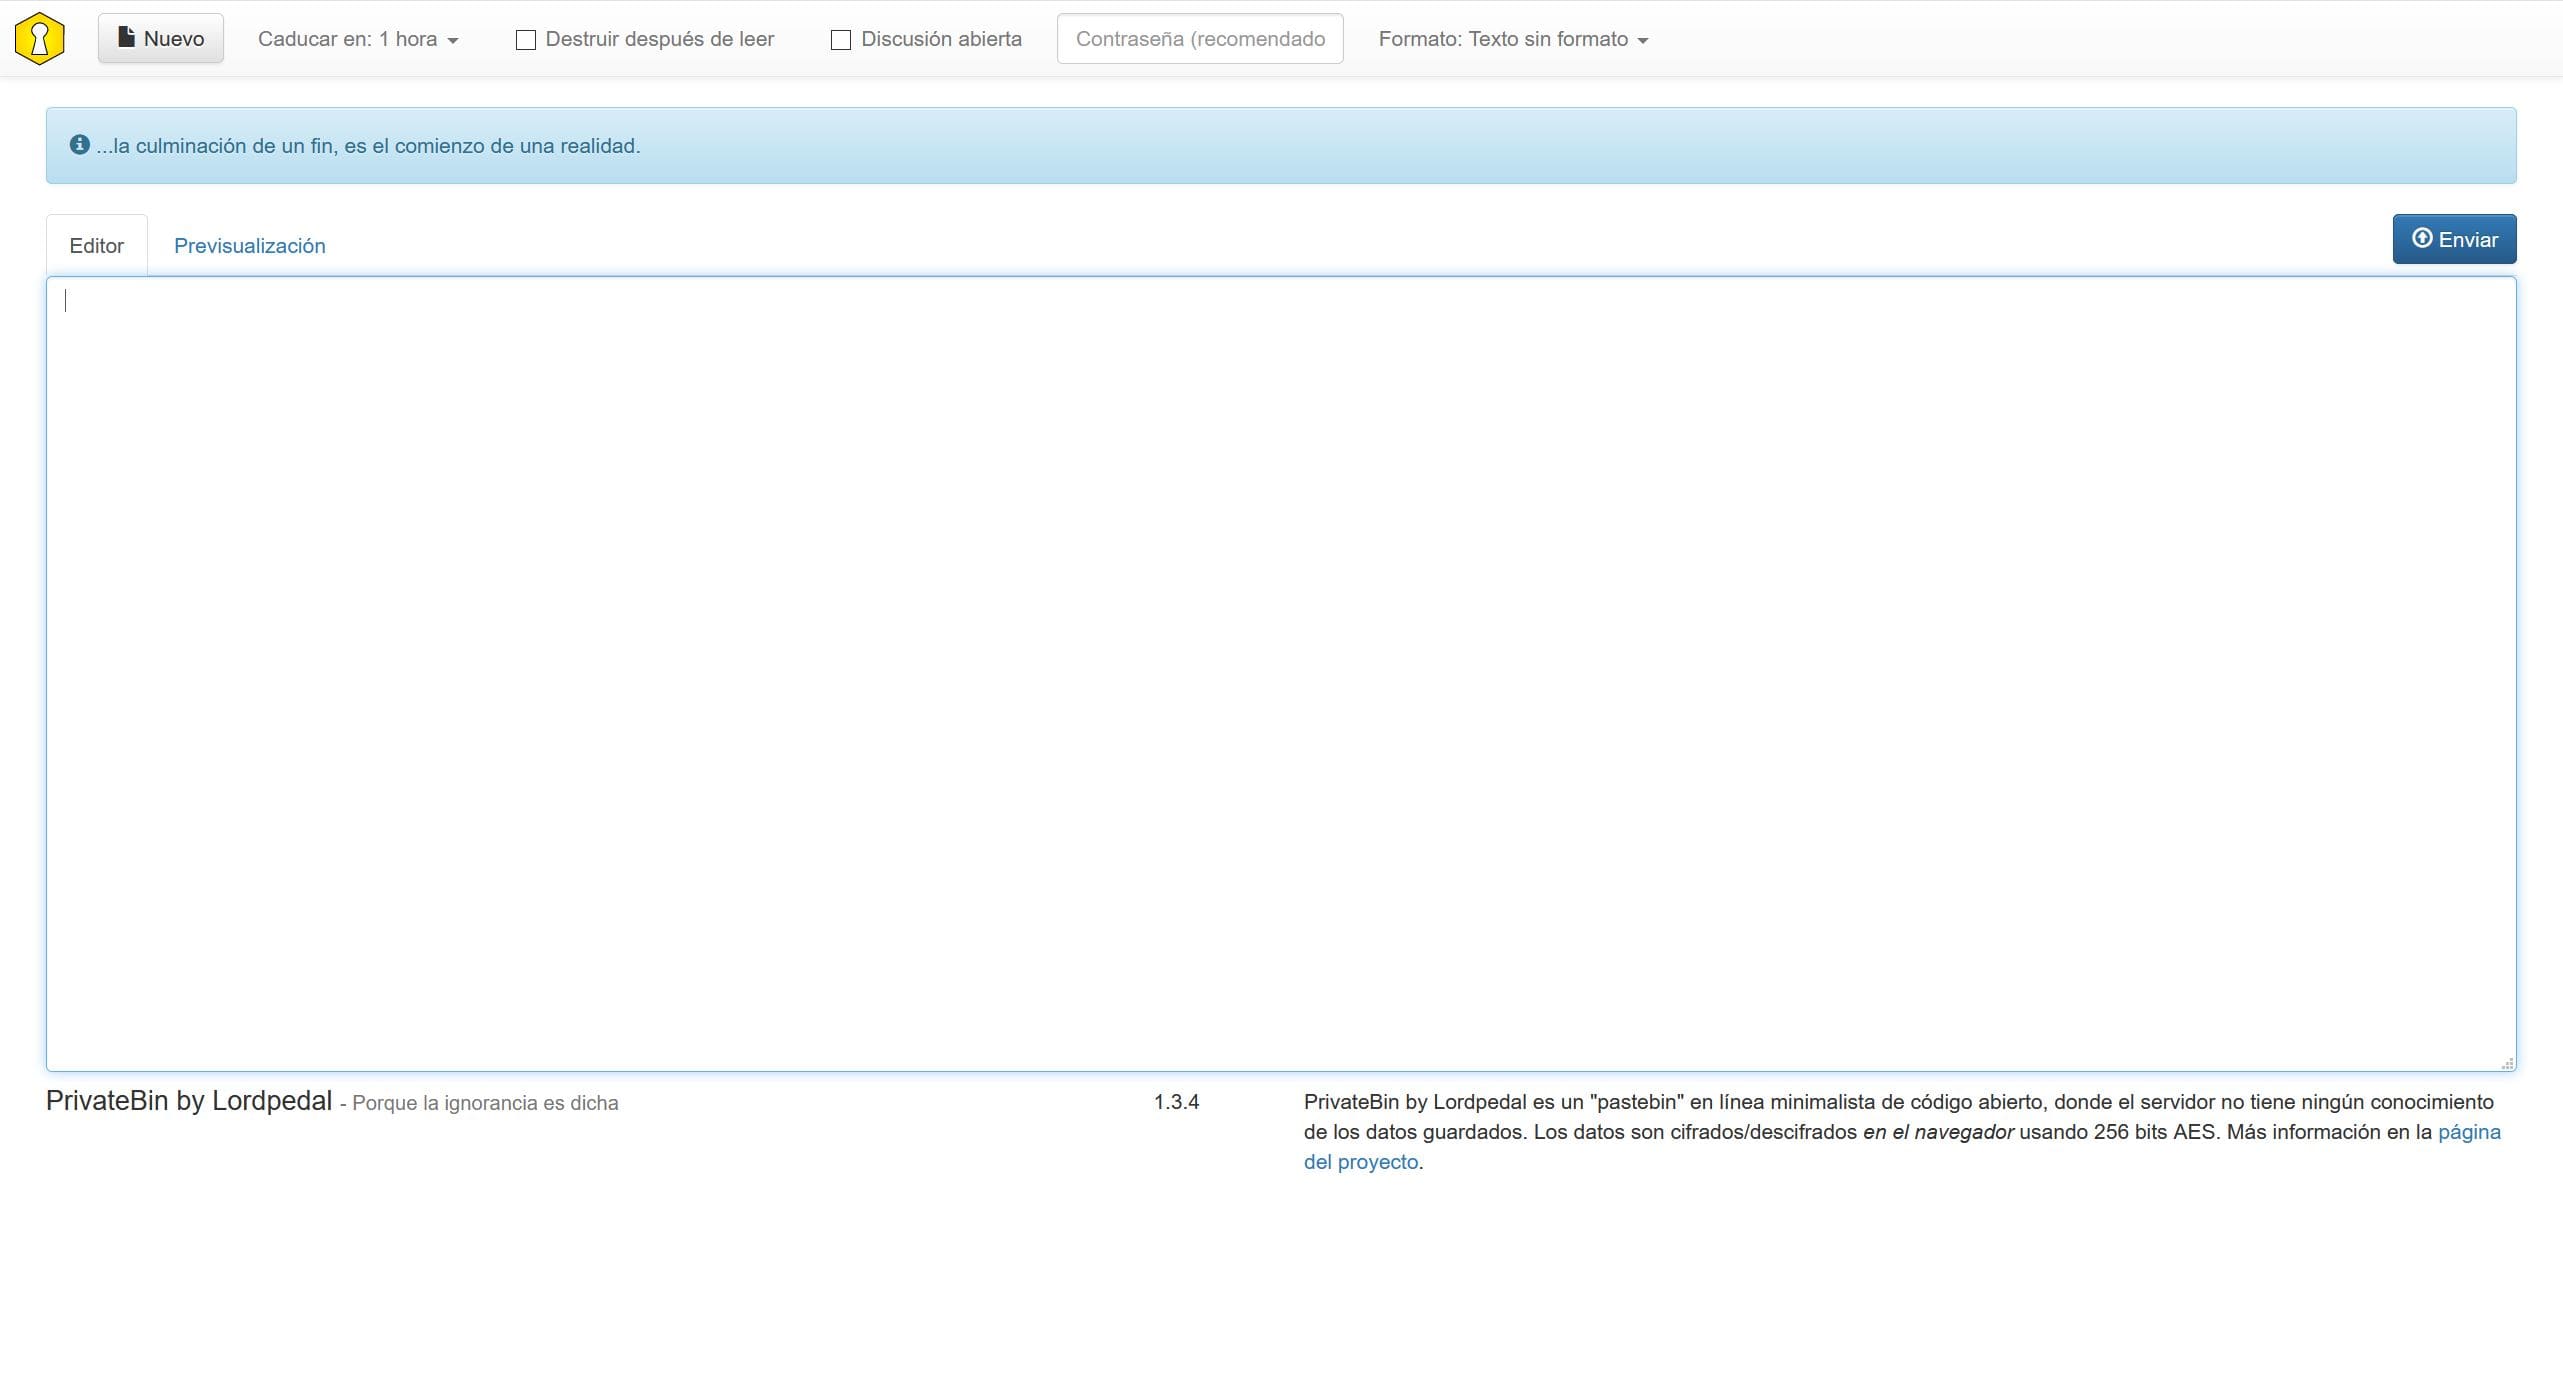 Nuevo Caducar en: 1 hora Destruir después de leer Discusión abierta Contraseña (recomendado Formato: Texto sin formato
...la culminación de un fin, es el comienzo de una realidad.
Editor Previsualización Enviar
PrivateBin by Lordpedal - Porque la ignorancia es dicha
1.3.4
PrivateBin by Lordpedal es un "pastebin" en línea minimalista de código abierto, donde el servidor no tiene ningún conocimiento
de los datos guardados. Los datos son cifrados/descifrados en el navegador usando 256 bits AES. Más información en la página
del proyecto.